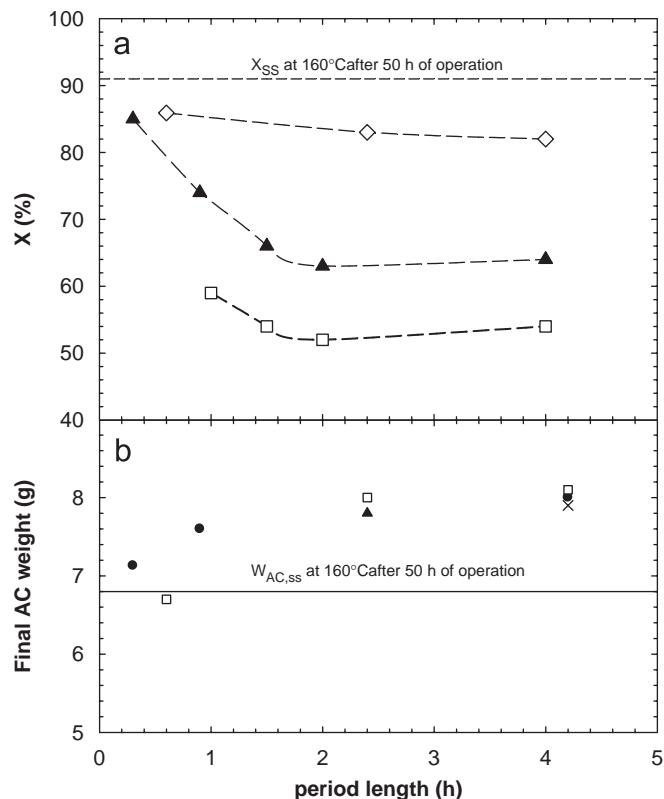 100
a
X_SS at 160°Cafter 50 h of operation
90
80
70
60
50
40
X (%)
b
8
7
W_AC,ss at 160°Cafter 50 h of operation
6
5
Final AC weight (g)
0 1 2 3 4 5
period length (h)